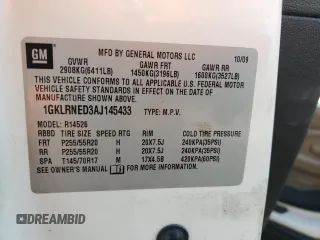 GM
MFD BY GENERAL MOTORS LLC
10/09
GVWR GAWR FRT GAWR RR
2908KG(6411LB) 1450KG(3196LB) 1600KG(3527LB)
THIS VEHICLE CONFORMS TO ALL APPLICABLE U.S. FEDERAL MOTOR
VEHICLE SAFETY AND THEFT PREVENTION STANDARDS IN EFFECT ON
THE DATE OF MANUFACTURE SHOWN ABOVE.
1GKLRNED3AJ145433 TYPE: M.P.V.
MODEL: R14526
RBBD TIRE SIZE SPEED RTG RIM COLD TIRE PRESSURE
FRT P255/55R20 H 20X7.5J 240KPA(35PSI)
RR P255/55R20 H 20X7.5J 240KPA(35PSI)
SPA T145/70R17 M 17X4.5B 420KPA(60PSI)
SEE OWNER'S MANUAL
©DREAMBID INSTAGRAM